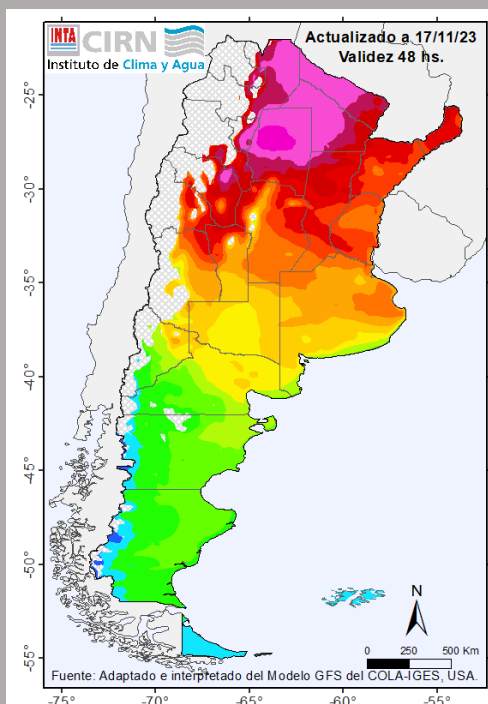 INTA CIRN
Instituto de Clima y Agua
Actualizado a 17/11/23
Validez 48 hs.
-25°
-30°
-35°
-40°
-45°
-50°
-55°
N
0 250 500 Km
Fuente: Adaptado e interpretado del Modelo GFS del COLA-IGES, USA.
-75° -70° -65° -60° -55°